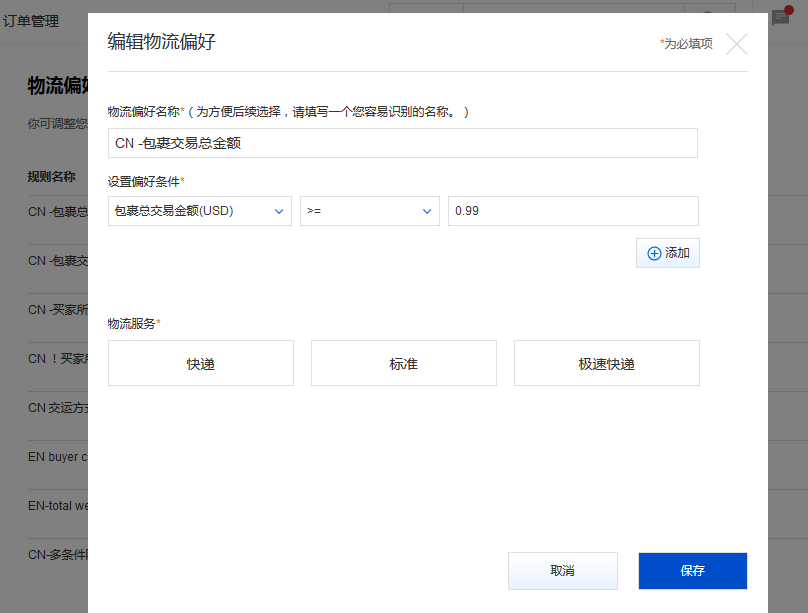 订单管理
编辑物流偏好
*为必填项
物流偏
你可调整您
规则名称
CN -包裹总
CN -包裹交
CN -买家所
CN ！买家
CN 交运方式
EN buyer c
EN-total we
CN-多条件
物流偏好名称*（为方便后续选择，请填写一个您容易识别的名称。）
CN -包裹交易总金额
设置偏好条件*
包裹总交易金额(USD) >= 0.99
添加
物流服务*
快递 标准 极速快递
取消 保存